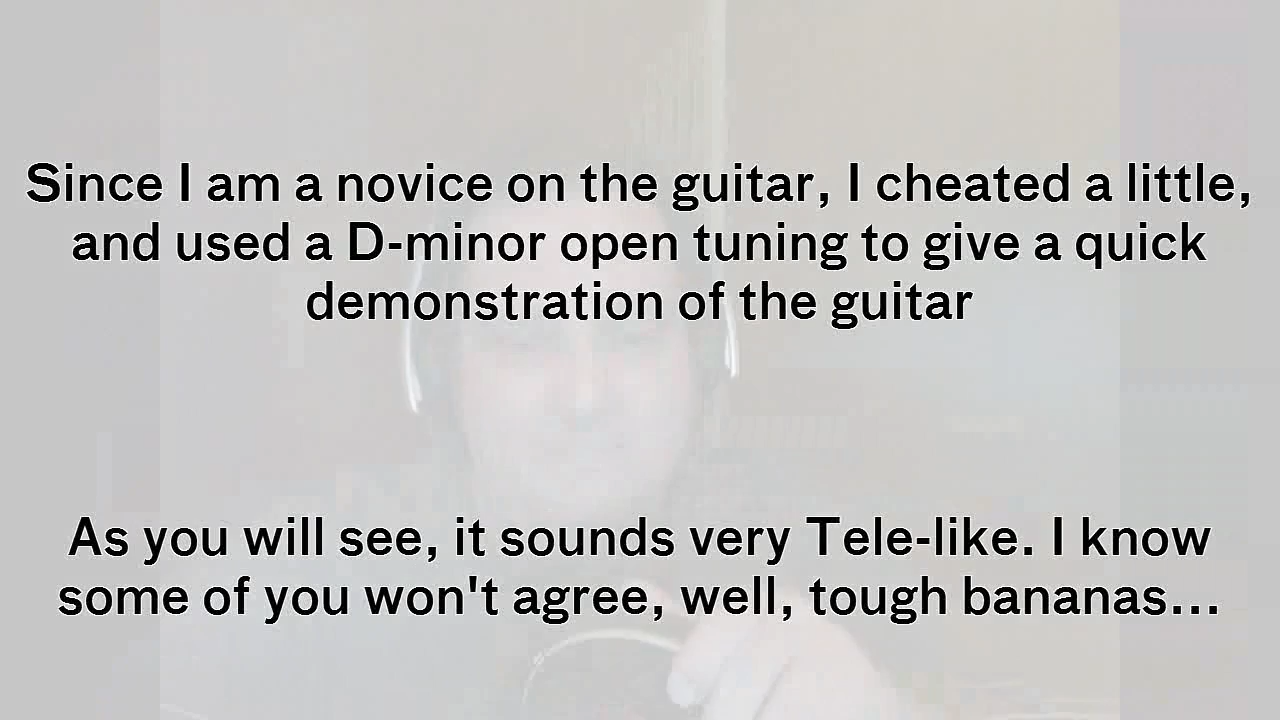 Since I am a novice on the guitar, I cheated a little,
and used a D-minor open tuning to give a quick
demonstration of the guitar
As you will see, it sounds very Tele-like. I know
some of you won't agree, well, tough bananas...